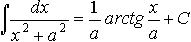 ∫ dx/(x² + a²) = 1/a arctg x/a + C